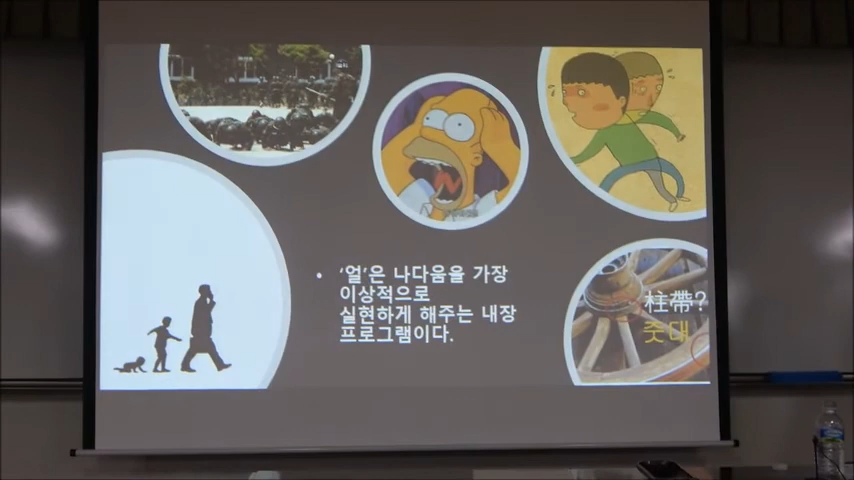 • '얼'은 나다움을 가장
이상적으로
실현하게 해주는 내장
프로그램이다.
柱帶?
줏대